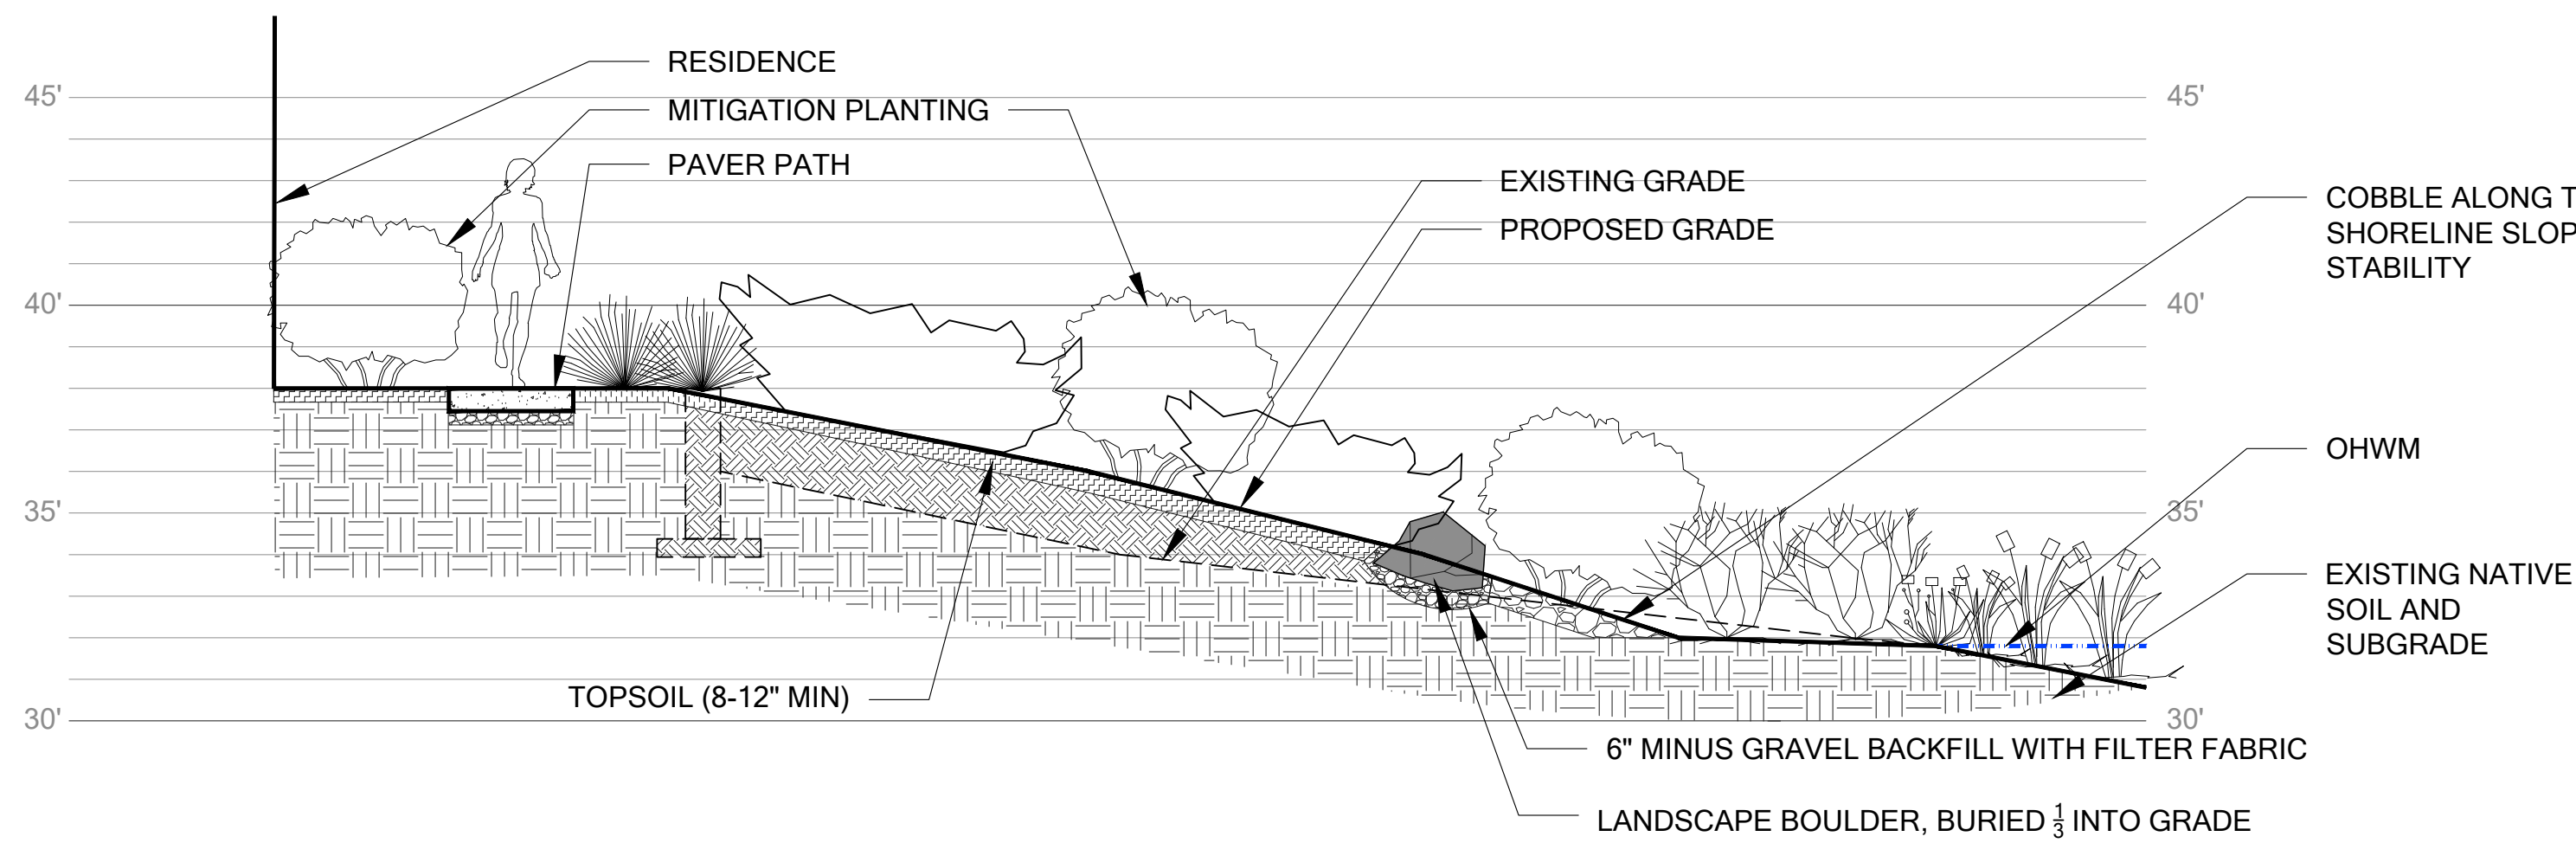 RESIDENCE
45'
45'
MITIGATION PLANTING
PAVER PATH
EXISTING GRADE
PROPOSED GRADE
COBBLE ALONG T
SHORELINE SLOP
STABILITY
40'
40'
OHWM
35'
35'
EXISTING NATIVE
SOIL AND
SUBGRADE
TOPSOIL (8-12" MIN)
30'
30'
6" MINUS GRAVEL BACKFILL WITH FILTER FABRIC
LANDSCAPE BOULDER, BURIED 1/3 INTO GRADE